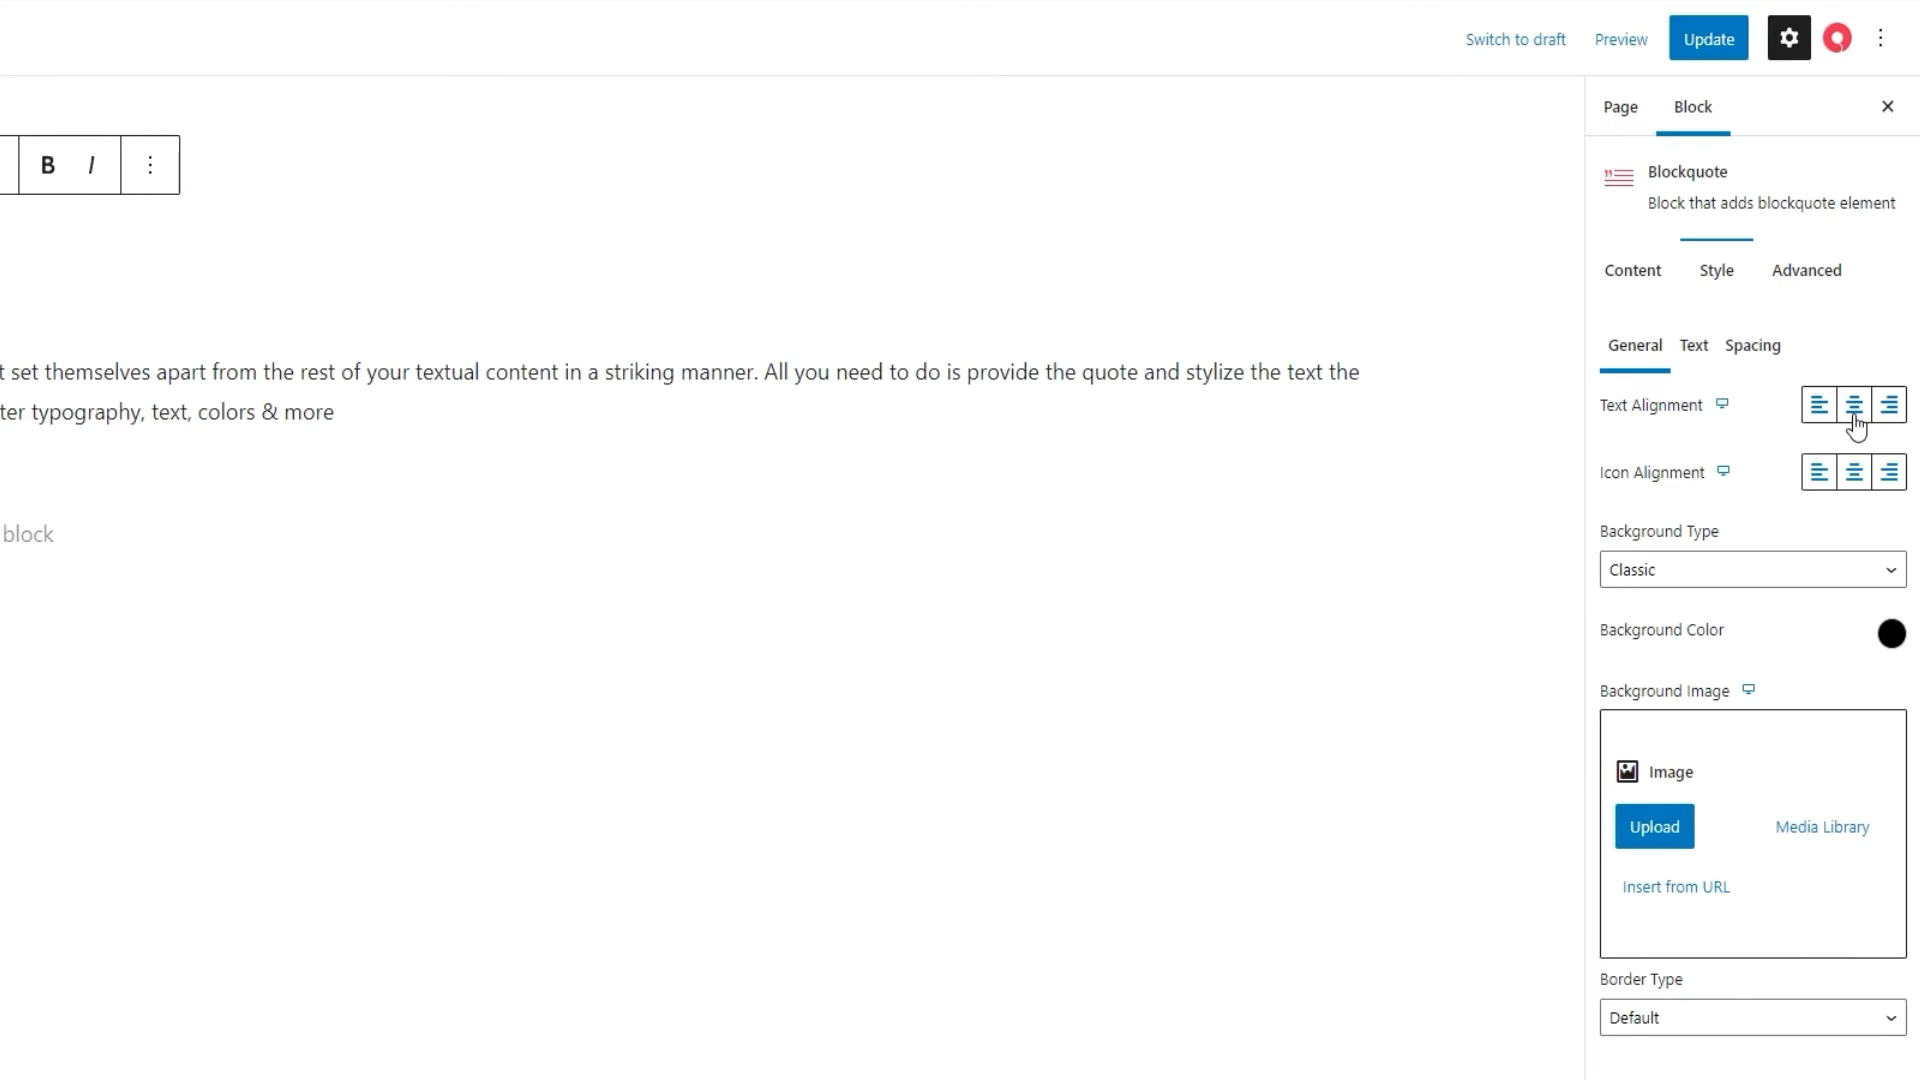 Switch to draft Preview Update
Page Block
B I
Blockquote
Block that adds blockquote element
Content Style Advanced
General Text Spacing
t set themselves apart from the rest of your textual content in a striking manner. All you need to do is provide the quote and stylize the text the
ter typography, text, colors & more
block
Text Alignment
Icon Alignment
Background Type
Classic
Background Color
Background Image
Image
Upload Media Library
Insert from URL
Border Type
Default